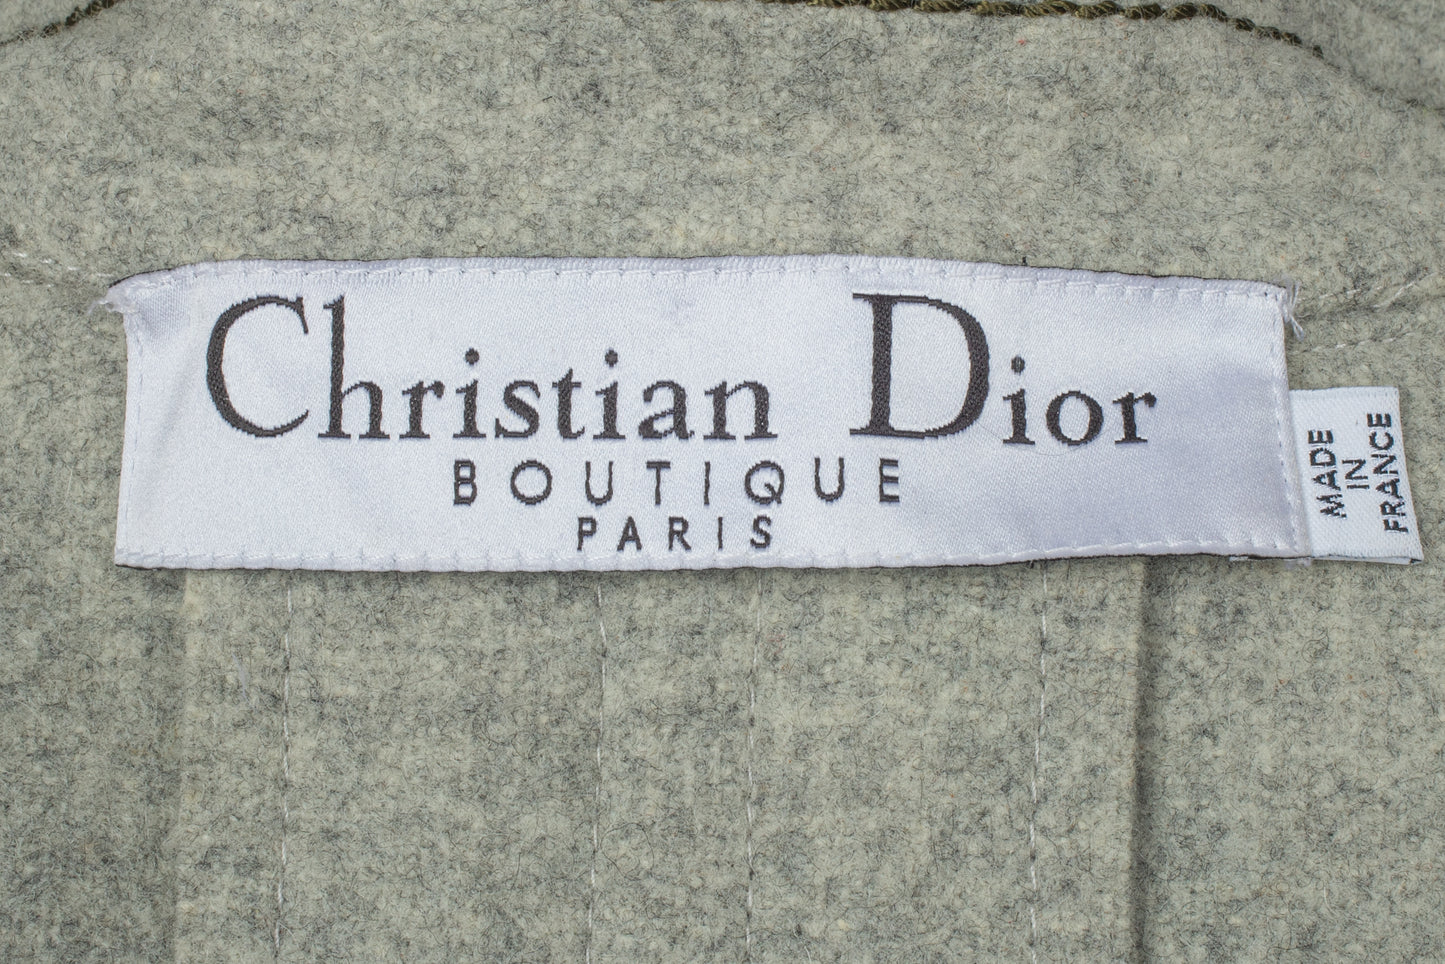 Christian Dior
BOUTIQUE
PARIS
MADE
IN
FRANCE